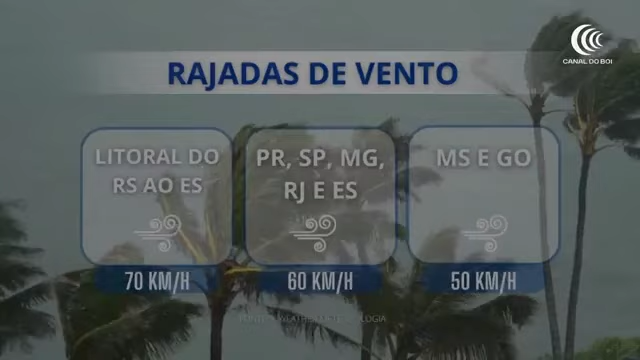 CANAL DO BOI
RAJADAS DE VENTO
LITORAL DO
RS AO ES
70 KM/H
PR, SP, MG,
RJ E ES
60 KM/H
MS E GO
50 KM/H